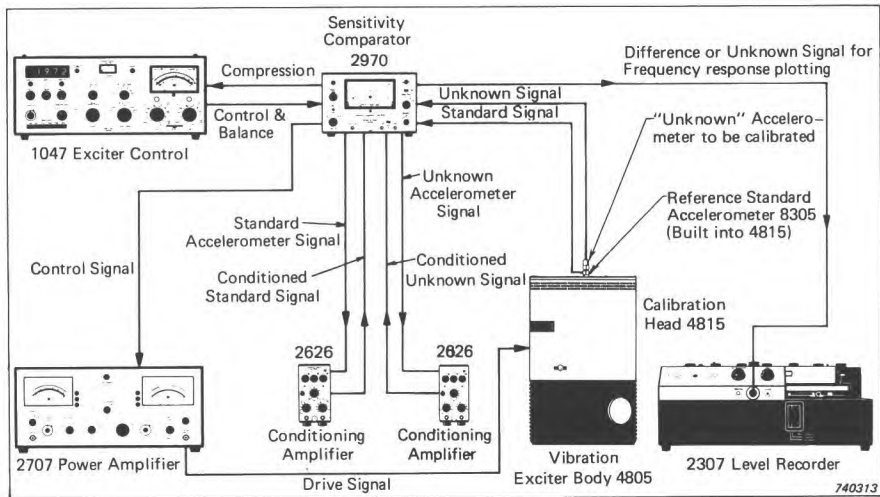 Sensitivity
Comparator
2970
Difference or Unknown Signal for
Frequency response plotting
Compression
Unknown Signal
Standard Signal
Control &
Balance
1972
1047 Exciter Control
"Unknown" Accelero-
meter to be calibrated
Unknown
Accelerometer
Signal
Reference Standard
Accelerometer 8305
(Built into 4815)
Standard
Accelerometer Signal
Control Signal
Conditioned
Standard Signal
Conditioned
Unknown Signal
Calibration
Head 4815
2626
2626
Conditioning
Amplifier
Conditioning
Amplifier
2707 Power Amplifier
Drive Signal
Vibration
Exciter Body 4805
2307 Level Recorder
740313